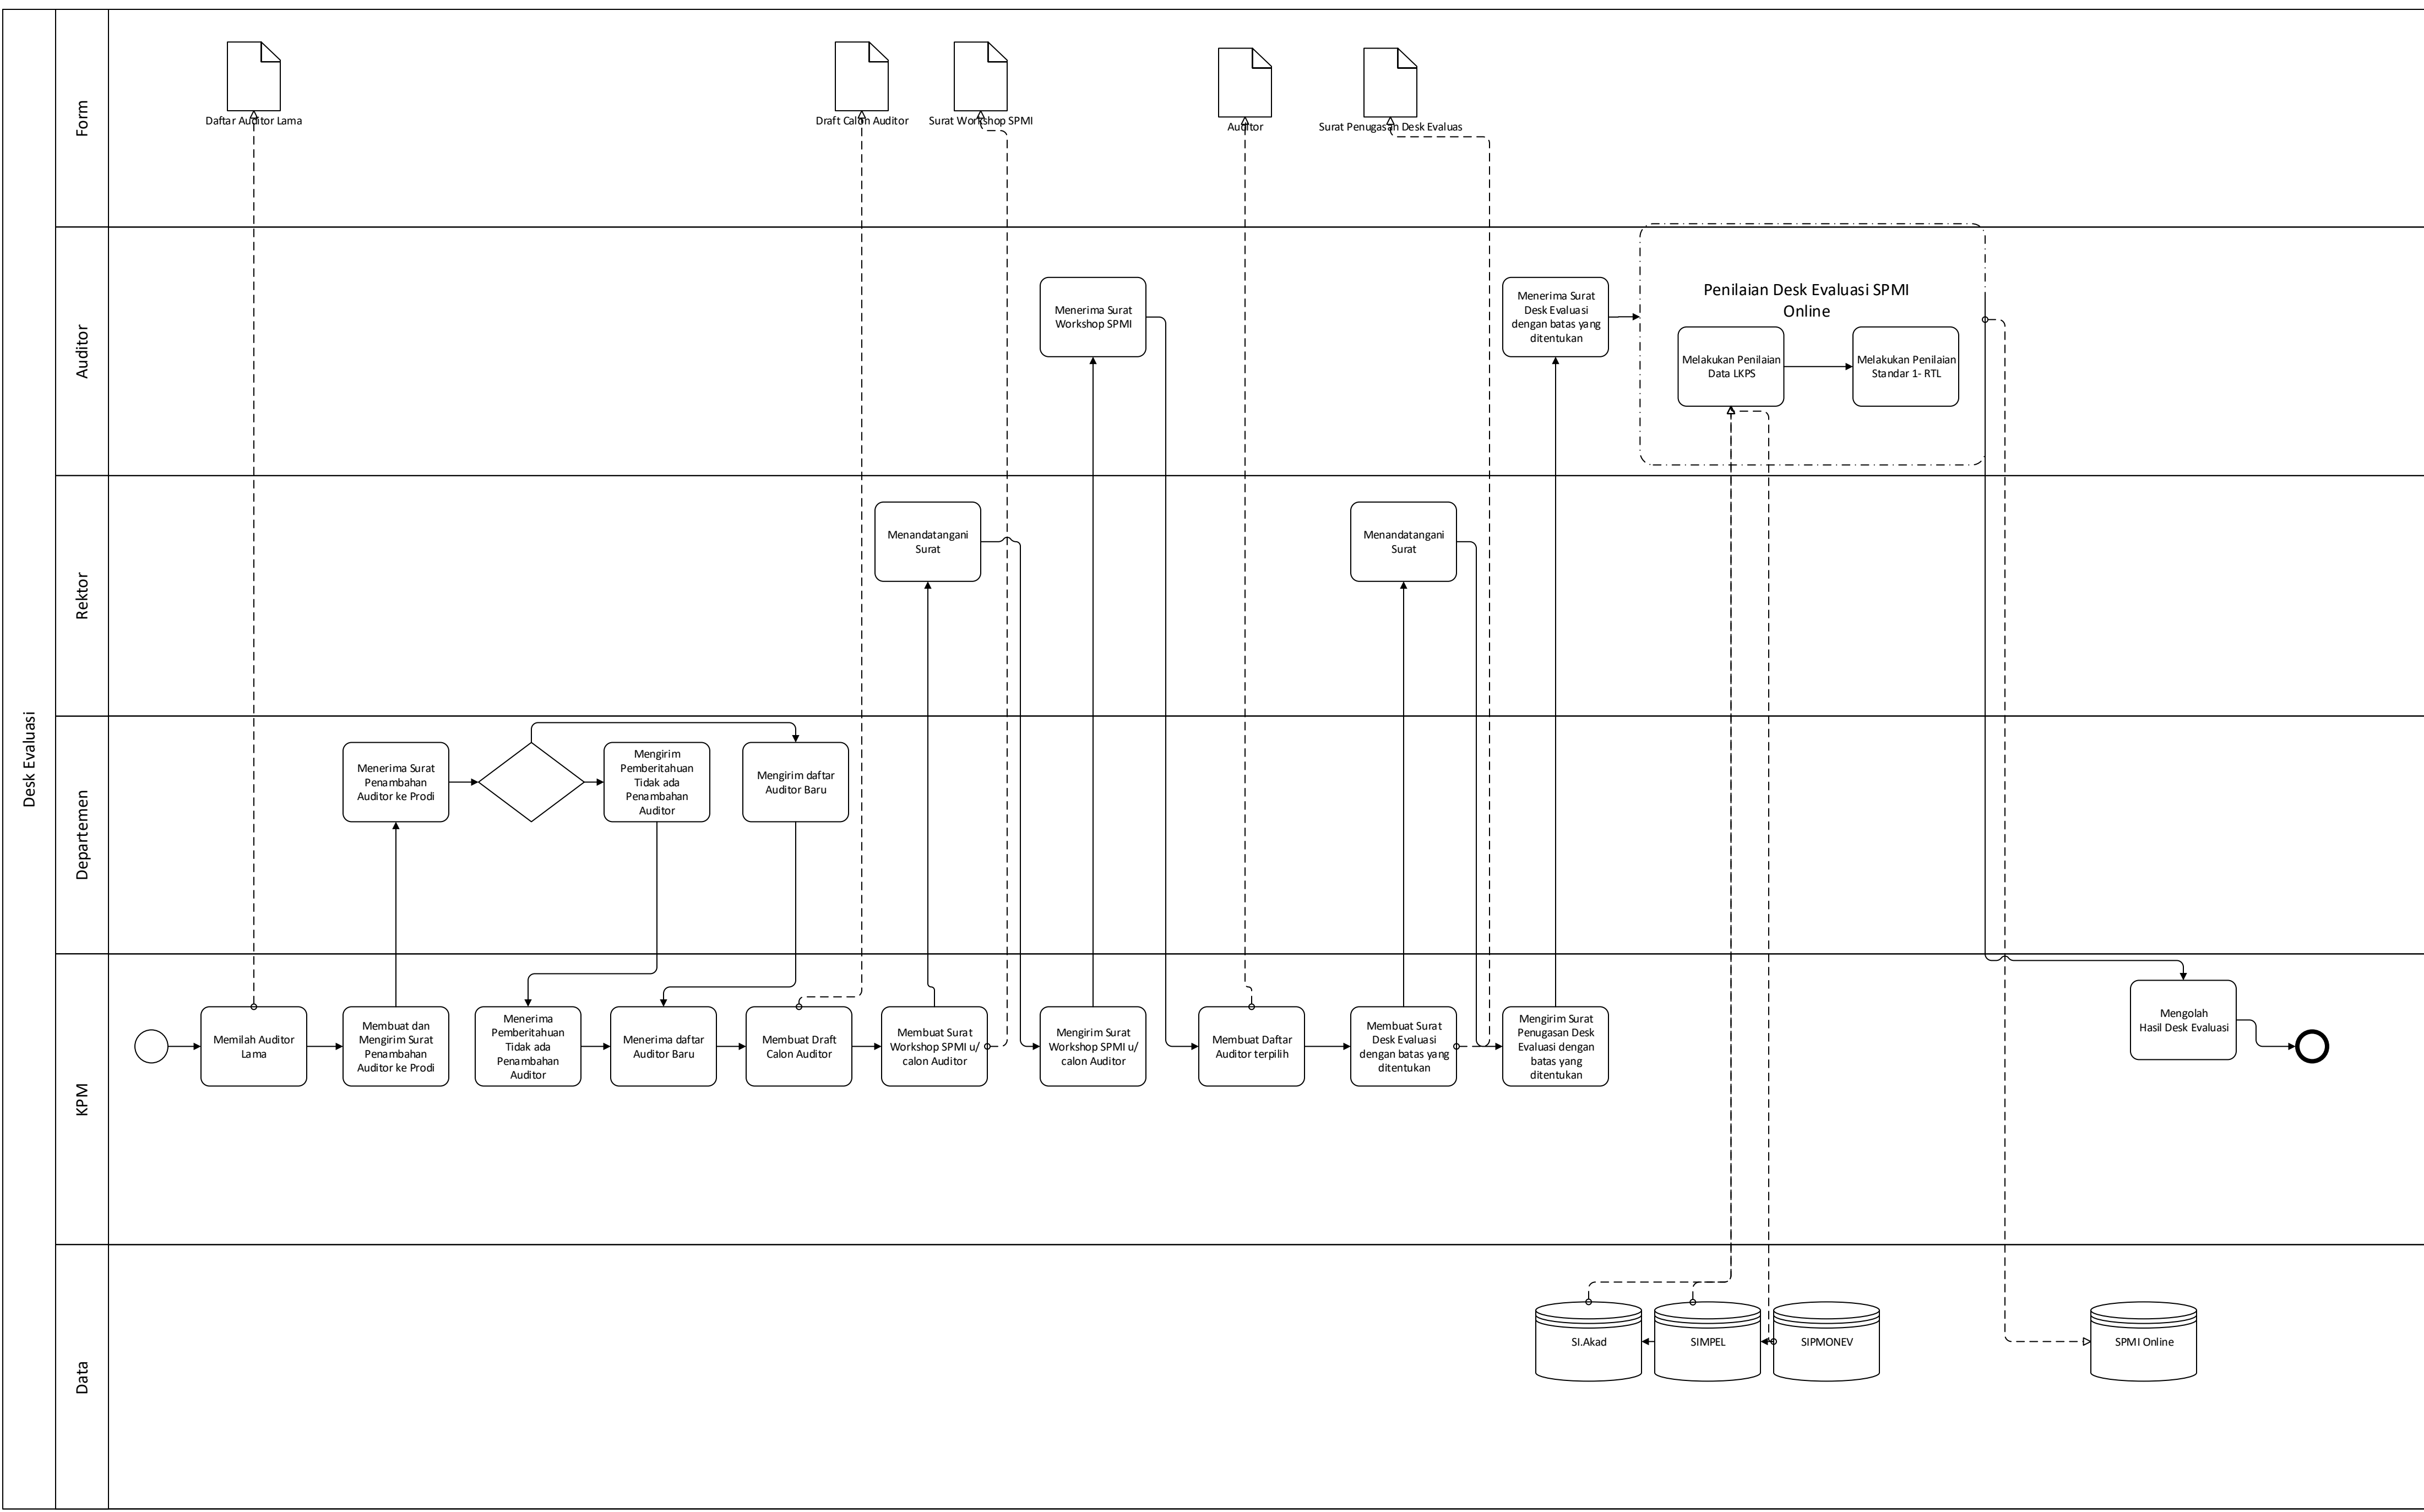 Desk Evaluasi
Form
Daftar Auditor Lama
Draft Calon Auditor
Surat Workshop SPMI
Auditor
Surat Penugasan Desk Evaluas
Auditor
Menerima Surat
Workshop SPMI
Menerima Surat
Desk Evaluasi
dengan batas yang
ditentukan
Penilaian Desk Evaluasi SPMI
Online
Melakukan Penilaian
Data LKPS
Melakukan Penilaian
Standar 1- RTL
Rektor
Menandatangani
Surat
Menandatangani
Surat
Departemen
Menerima Surat
Penambahan
Auditor ke Prodi
Mengirim
Pemberitahuan
Tidak ada
Penambahan
Auditor
Mengirim daftar
Auditor Baru
KPM
Memilah Auditor
Lama
Membuat dan
Mengirim Surat
Penambahan
Auditor ke Prodi
Menerima
Pemberitahuan
Tidak ada
Penambahan
Auditor
Menerima daftar
Auditor Baru
Membuat Draft
Calon Auditor
Membuat Surat
Workshop SPMI u/
calon Auditor
Mengirim Surat
Workshop SPMI u/
calon Auditor
Membuat Daftar
Auditor terpilih
Membuat Surat
Desk Evaluasi
dengan batas yang
ditentukan
Mengirim Surat
Penugasan Desk
Evaluasi dengan
batas yang
ditentukan
Mengolah
Hasil Desk Evaluasi
Data
SI.Akad
SIMPEL
SIPMONEV
SPMI Online